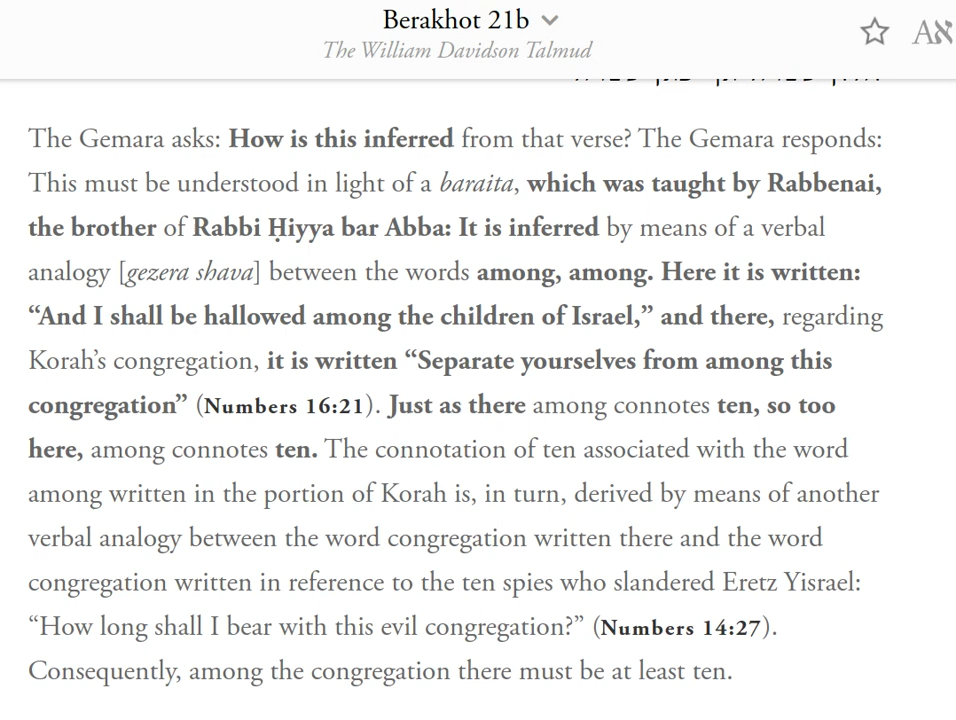 Berakhot 21b
The William Davidson Talmud
Aא
The Gemara asks: How is this inferred from that verse? The Gemara responds:
This must be understood in light of a baraita, which was taught by Rabbenai,
the brother of Rabbi Ḥiyya bar Abba: It is inferred by means of a verbal
analogy [gezera shava] between the words among, among. Here it is written:
“And I shall be hallowed among the children of Israel,” and there, regarding
Korah’s congregation, it is written “Separate yourselves from among this
congregation” (Numbers 16:21). Just as there among connotes ten, so too
here, among connotes ten. The connotation of ten associated with the word
among written in the portion of Korah is, in turn, derived by means of another
verbal analogy between the word congregation written there and the word
congregation written in reference to the ten spies who slandered Eretz Yisrael:
“How long shall I bear with this evil congregation?” (Numbers 14:27).
Consequently, among the congregation there must be at least ten.